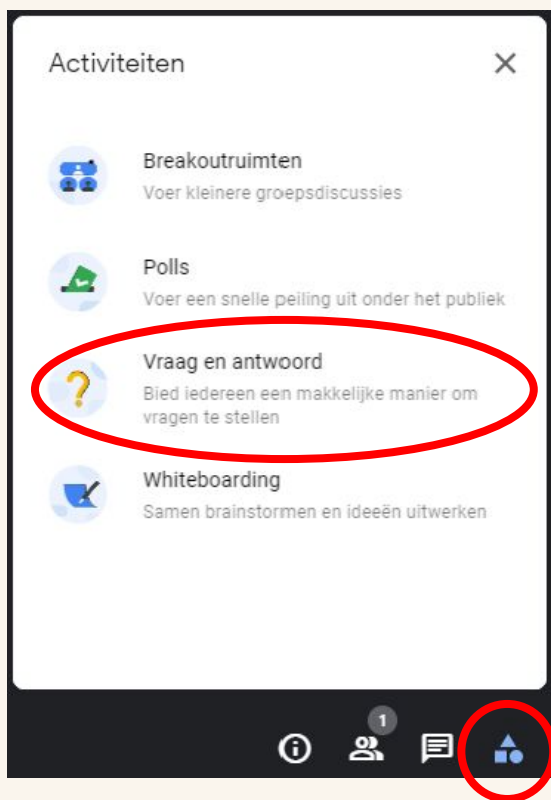 Activiteiten
Breakoutruimten
Voer kleinere groepsdiscussies
Polls
Voer een snelle peiling uit onder het publiek
Vraag en antwoord
Bied iedereen een makkelijke manier om
vragen te stellen
Whiteboarding
Samen brainstormen en ideeën uitwerken
1